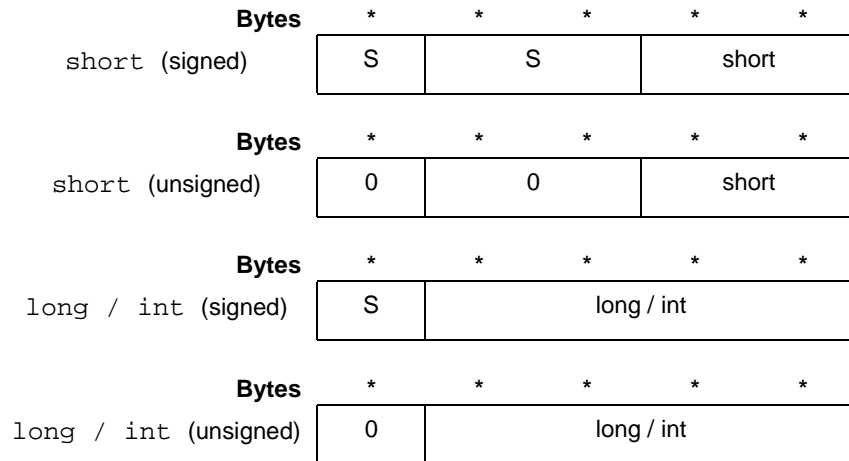 Bytes * * * * *
short (signed) S S short
Bytes * * * * *
short (unsigned) 0 0 short
Bytes * * * * *
long / int (signed) S long / int
Bytes * * * * *
long / int (unsigned) 0 long / int